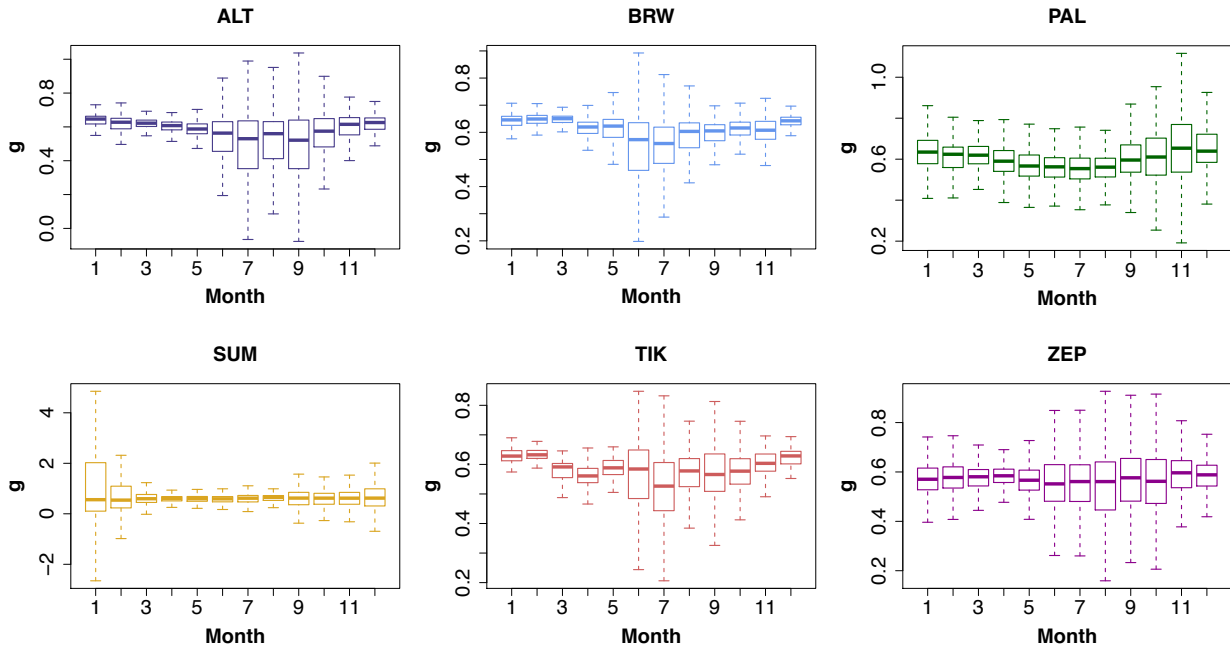 ALT BRW PAL
g
0.0 0.4 0.8
1 3 5 7 9 11
Month
g
0.2 0.4 0.6 0.8
1 3 5 7 9 11
Month
g
0.2 0.6 1.0
1 3 5 7 9 11
Month
SUM TIK ZEP
g
−2 0 2 4
1 3 5 7 9 11
Month
g
0.2 0.4 0.6 0.8
1 3 5 7 9 11
Month
g
0.2 0.4 0.6 0.8
1 3 5 7 9 11
Month